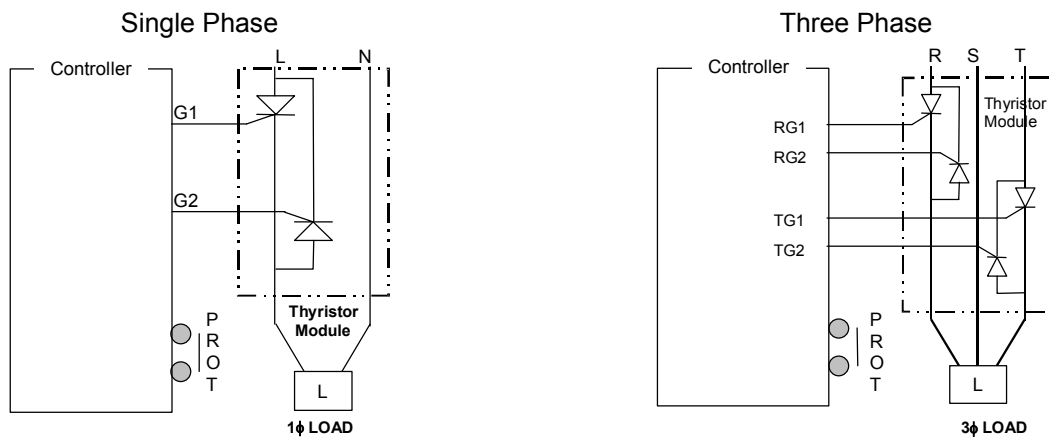 Single Phase
L N
Controller
G1
G2
Thyristor
Module
P
R
O
T
L
1ϕ LOAD
Three Phase
R S T
Controller
Thyristor
Module
RG1
RG2
TG1
TG2
P
R
O
T
L
3ϕ LOAD